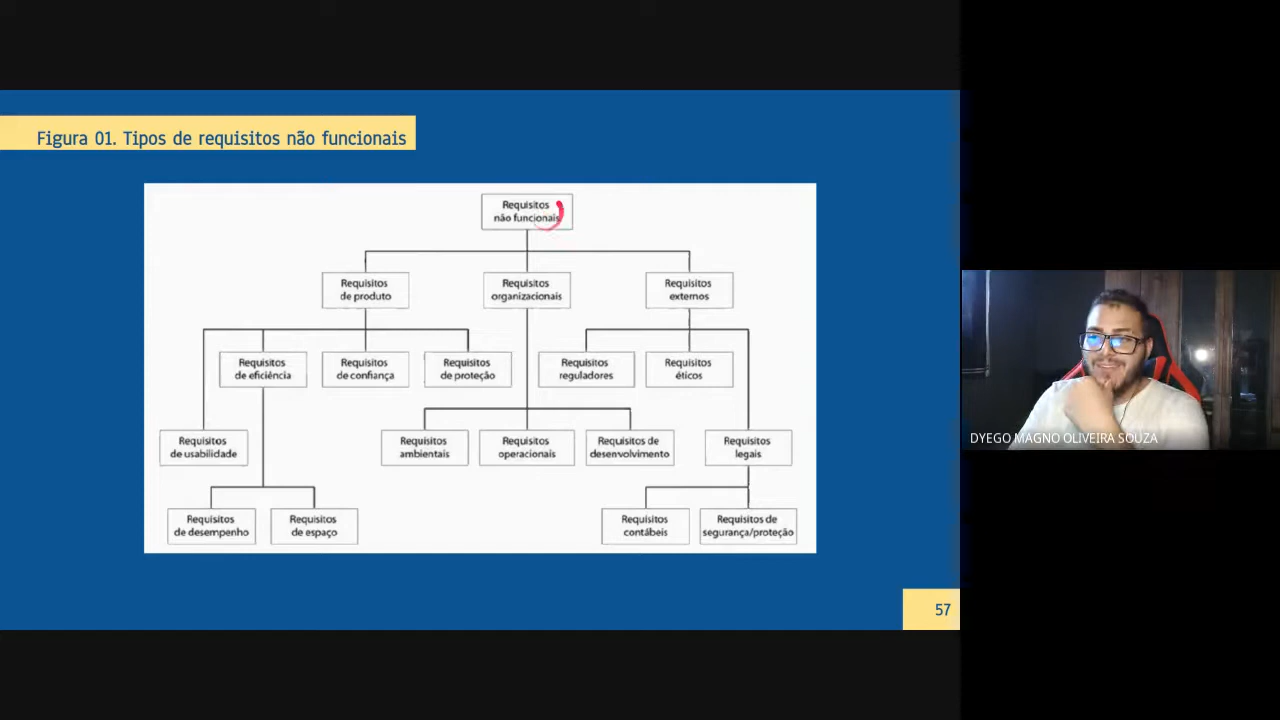 Figura 01. Tipos de requisitos não funcionais
Requisitos
não funcionais
Requisitos
de produto
Requisitos
organizacionais
Requisitos
externos
Requisitos
de eficiência
Requisitos
de confiança
Requisitos
de proteção
Requisitos
reguladores
Requisitos
éticos
Requisitos
de usabilidade
Requisitos
ambientais
Requisitos
operacionais
Requisitos de
desenvolvimento
Requisitos
legais
Requisitos
de desempenho
Requisitos
de espaço
Requisitos
contábeis
Requisitos de
segurança/proteção
57
DYEGO MAGNO OLIVEIRA SOUZA